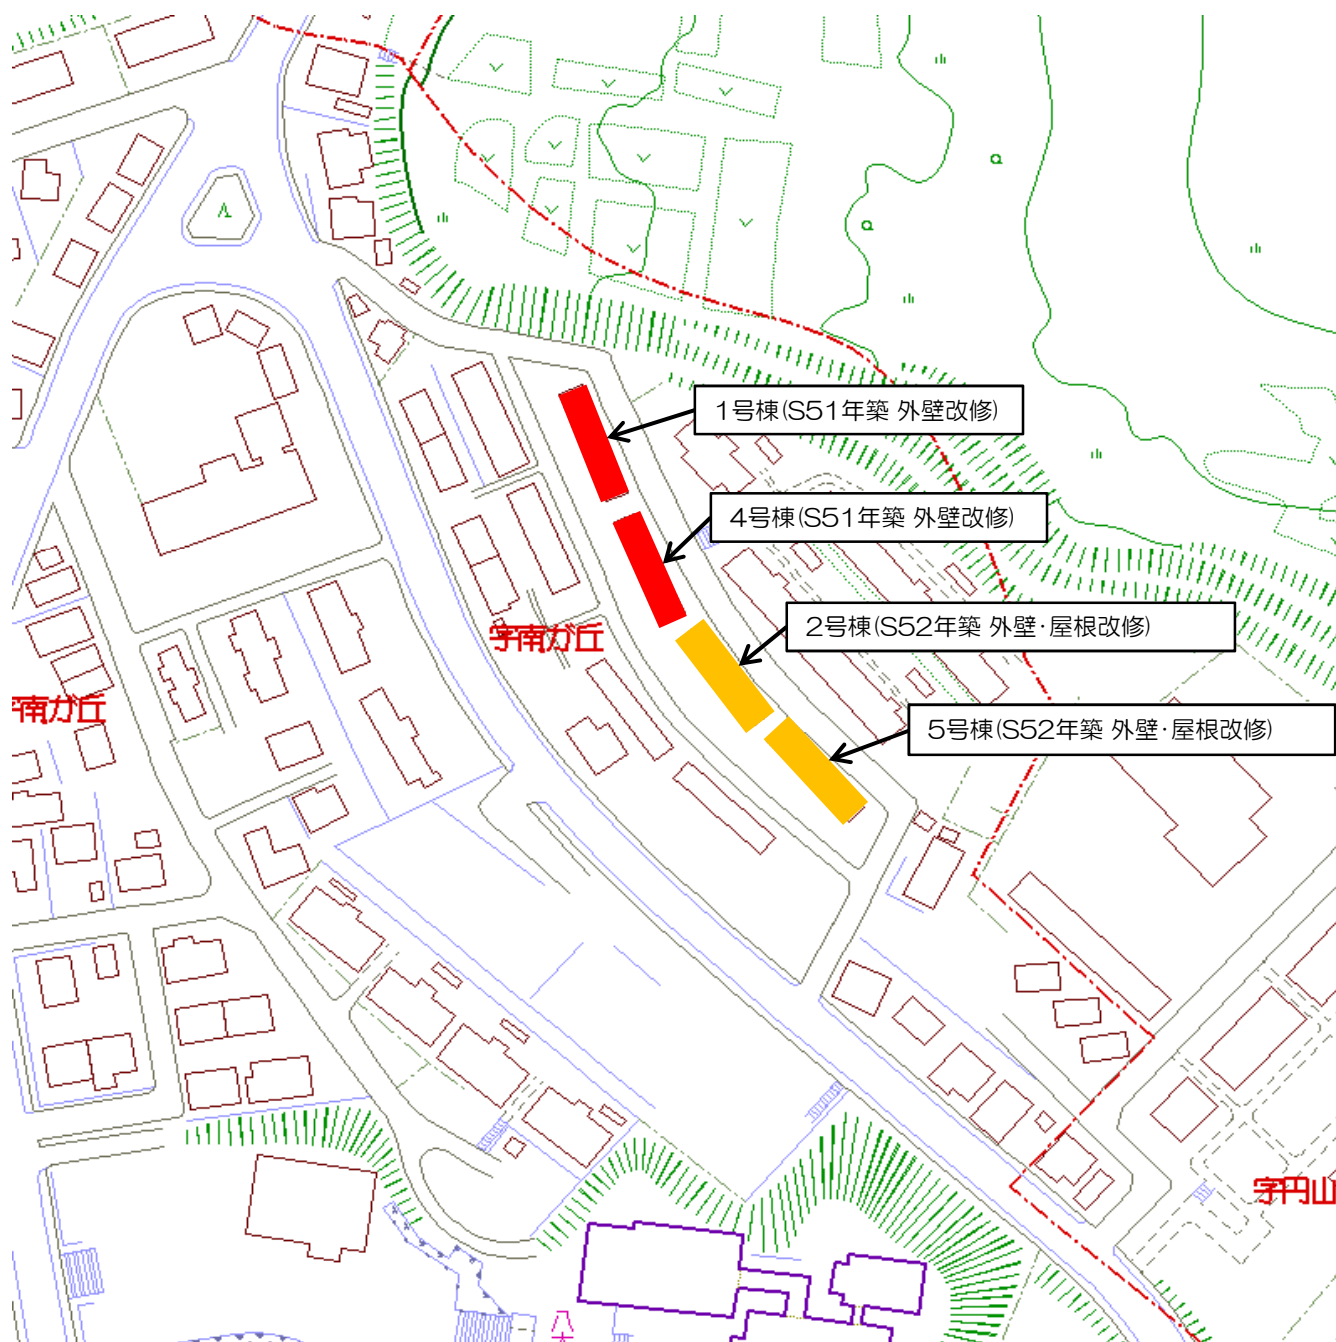 1号棟(S51年築 外壁改修)
4号棟(S51年築 外壁改修)
2号棟(S52年築 外壁・屋根改修)
字南が丘
南が丘
5号棟(S52年築 外壁・屋根改修)
字円山